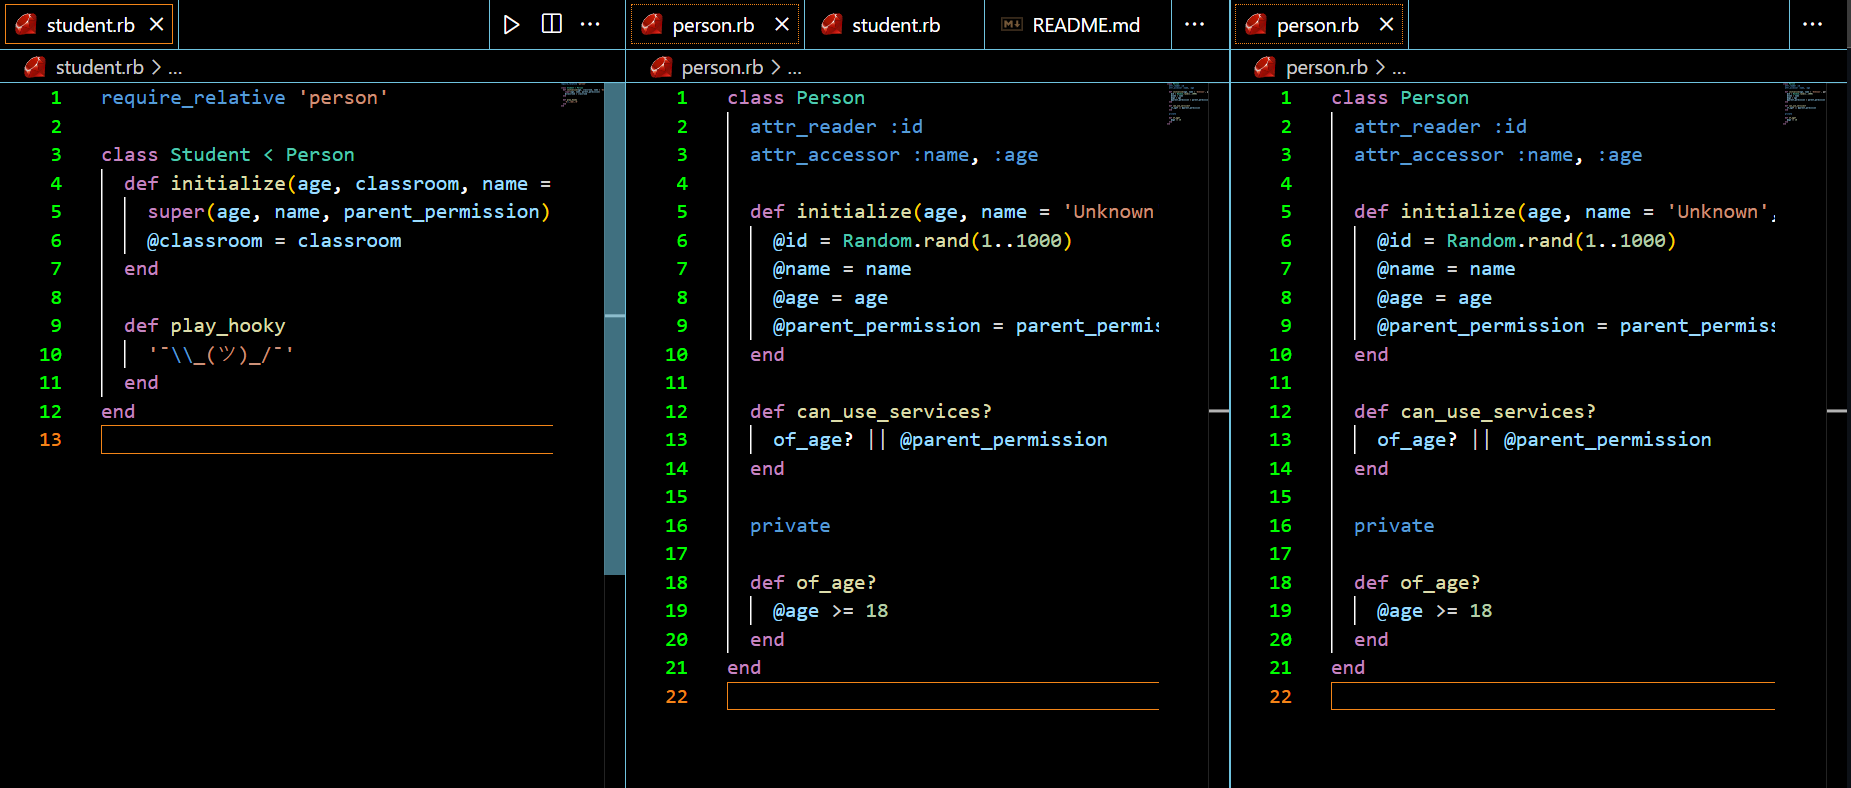 student.rb
student.rb > ...
1 require_relative 'person'
2
3 class Student < Person
4 def initialize(age, classroom, name =
5 super(age, name, parent_permission)
6 @classroom = classroom
7 end
8
9 def play_hooky
10 '¯\\_(ツ)_/¯'
11 end
12 end
13
person.rb student.rb README.md
person.rb > ...
1 class Person
2 attr_reader :id
3 attr_accessor :name, :age
4
5 def initialize(age, name = 'Unknown
6 @id = Random.rand(1..1000)
7 @name = name
8 @age = age
9 @parent_permission = parent_permis
10 end
11
12 def can_use_services?
13 of_age? || @parent_permission
14 end
15
16 private
17
18 def of_age?
19 @age >= 18
20 end
21 end
22
person.rb
person.rb > ...
1 class Person
2 attr_reader :id
3 attr_accessor :name, :age
4
5 def initialize(age, name = 'Unknown',
6 @id = Random.rand(1..1000)
7 @name = name
8 @age = age
9 @parent_permission = parent_permiss
10 end
11
12 def can_use_services?
13 of_age? || @parent_permission
14 end
15
16 private
17
18 def of_age?
19 @age >= 18
20 end
21 end
22